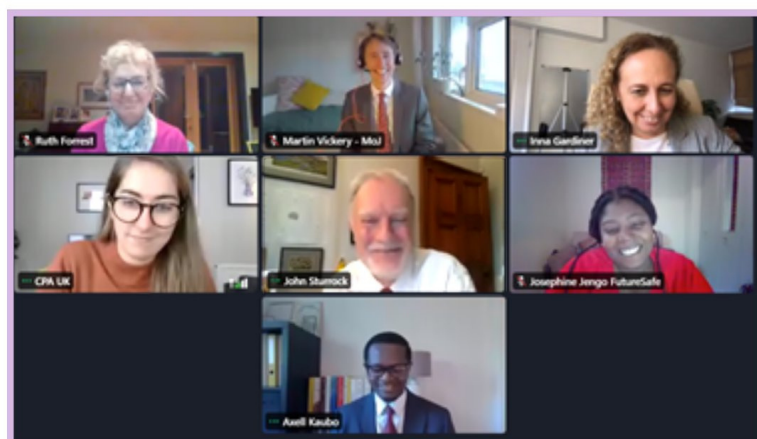 Ruth Forrest
Martin Vickery - MoJ
Inna Gardiner
CPA UK
John Sturrock
Josephine Jengo FutureSafe
Axell Kaubo